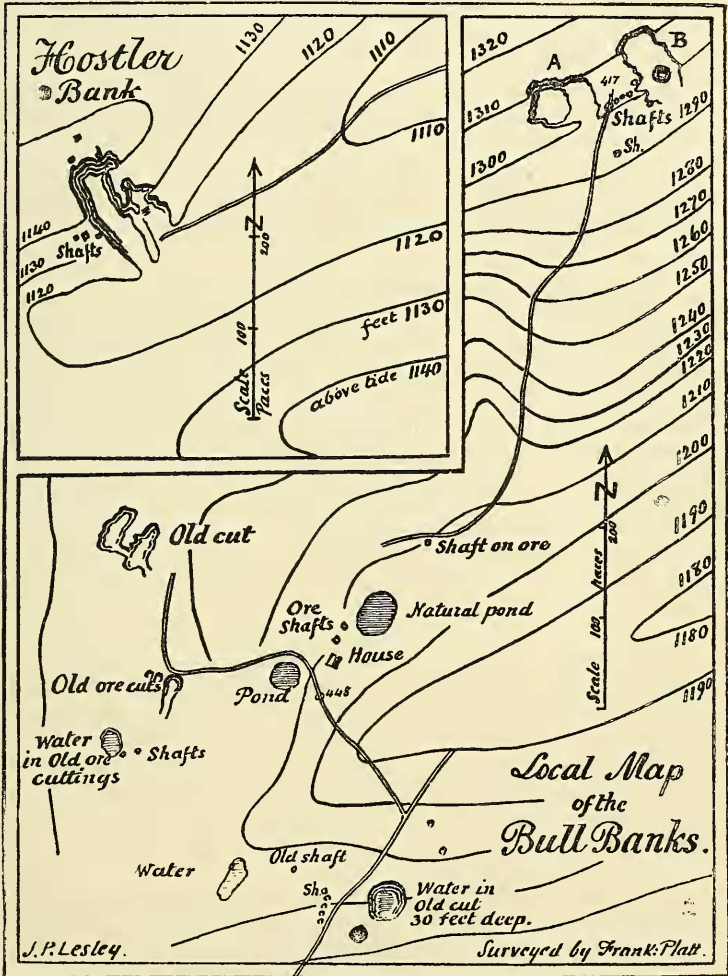 Hostler
Bank
1130
1120
1110
1110
1140
1130
1120
Shafts
1120
feet 1130
above tide 1140
N
200
100
Scale
Paces
1320
1310
1300
A
B
417
Shafts
Sh.
1290
1280
1270
1260
1250
1240
1230
1220
1210
1200
1190
1180
1180
1190
N
200
Paces
100
Scale
Old cut
Shaft on ore
Natural pond
Ore
Shafts
House
Pond
448
Old ore cuts
Water
in Old ore
cuttings
Shafts
Local Map
of the
Bull Banks.
Water
Old shaft
Sh.
Water in
Old cut
30 feet deep.
J.P. Lesley.
Surveyed by Frank: Platt.